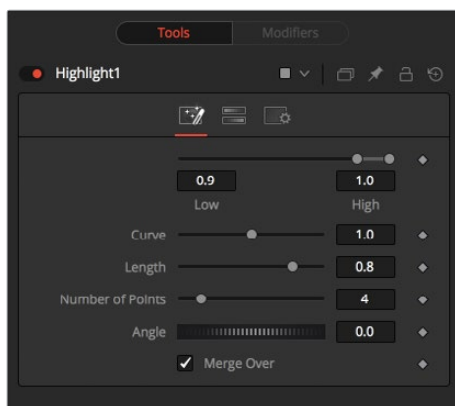 Tools Modifiers
Highlight1
0.9 1.0
Low High
Curve 1.0
Length 0.8
Number of Points 4
Angle 0.0
Merge Over